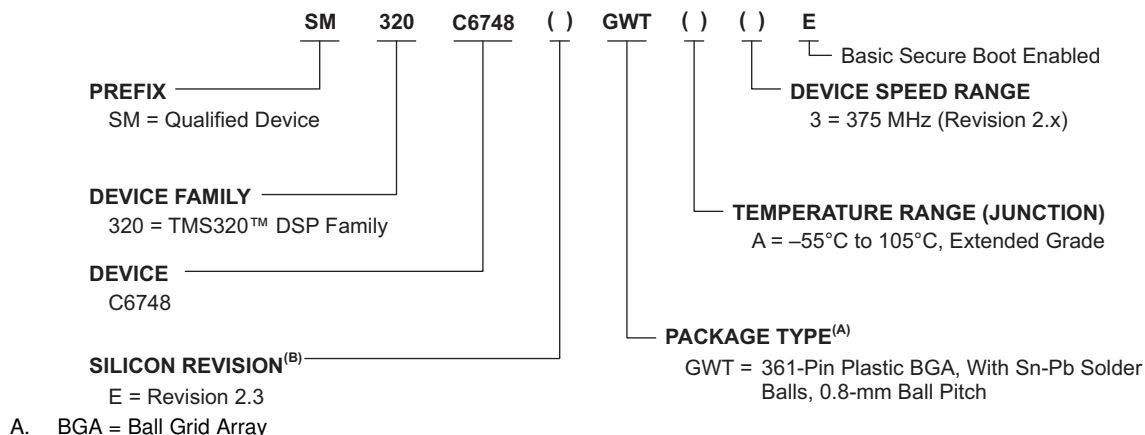 SM 320 C6748 ( ) GWT ( ) ( ) E
Basic Secure Boot Enabled
PREFIX
SM = Qualified Device
DEVICE SPEED RANGE
3 = 375 MHz (Revision 2.x)
DEVICE FAMILY
320 = TMS320™ DSP Family
TEMPERATURE RANGE (JUNCTION)
A = –55°C to 105°C, Extended Grade
DEVICE
C6748
PACKAGE TYPE(A)
GWT = 361-Pin Plastic BGA, With Sn-Pb Solder
Balls, 0.8-mm Ball Pitch
SILICON REVISION(B)
E = Revision 2.3
A. BGA = Ball Grid Array